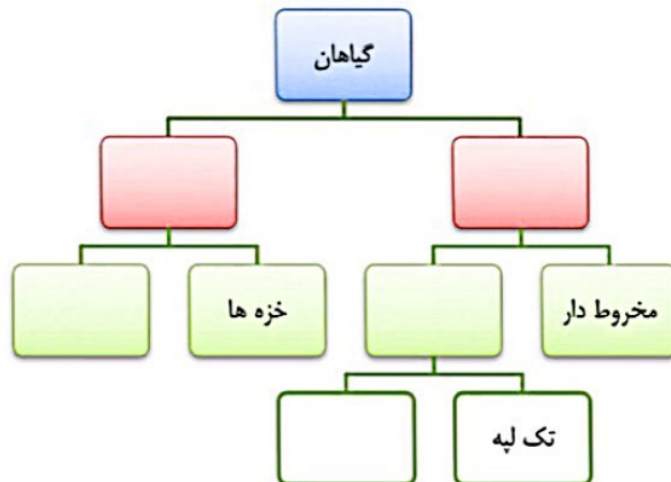 گیاهان
مخروط دار
خزه ها
تک لپه